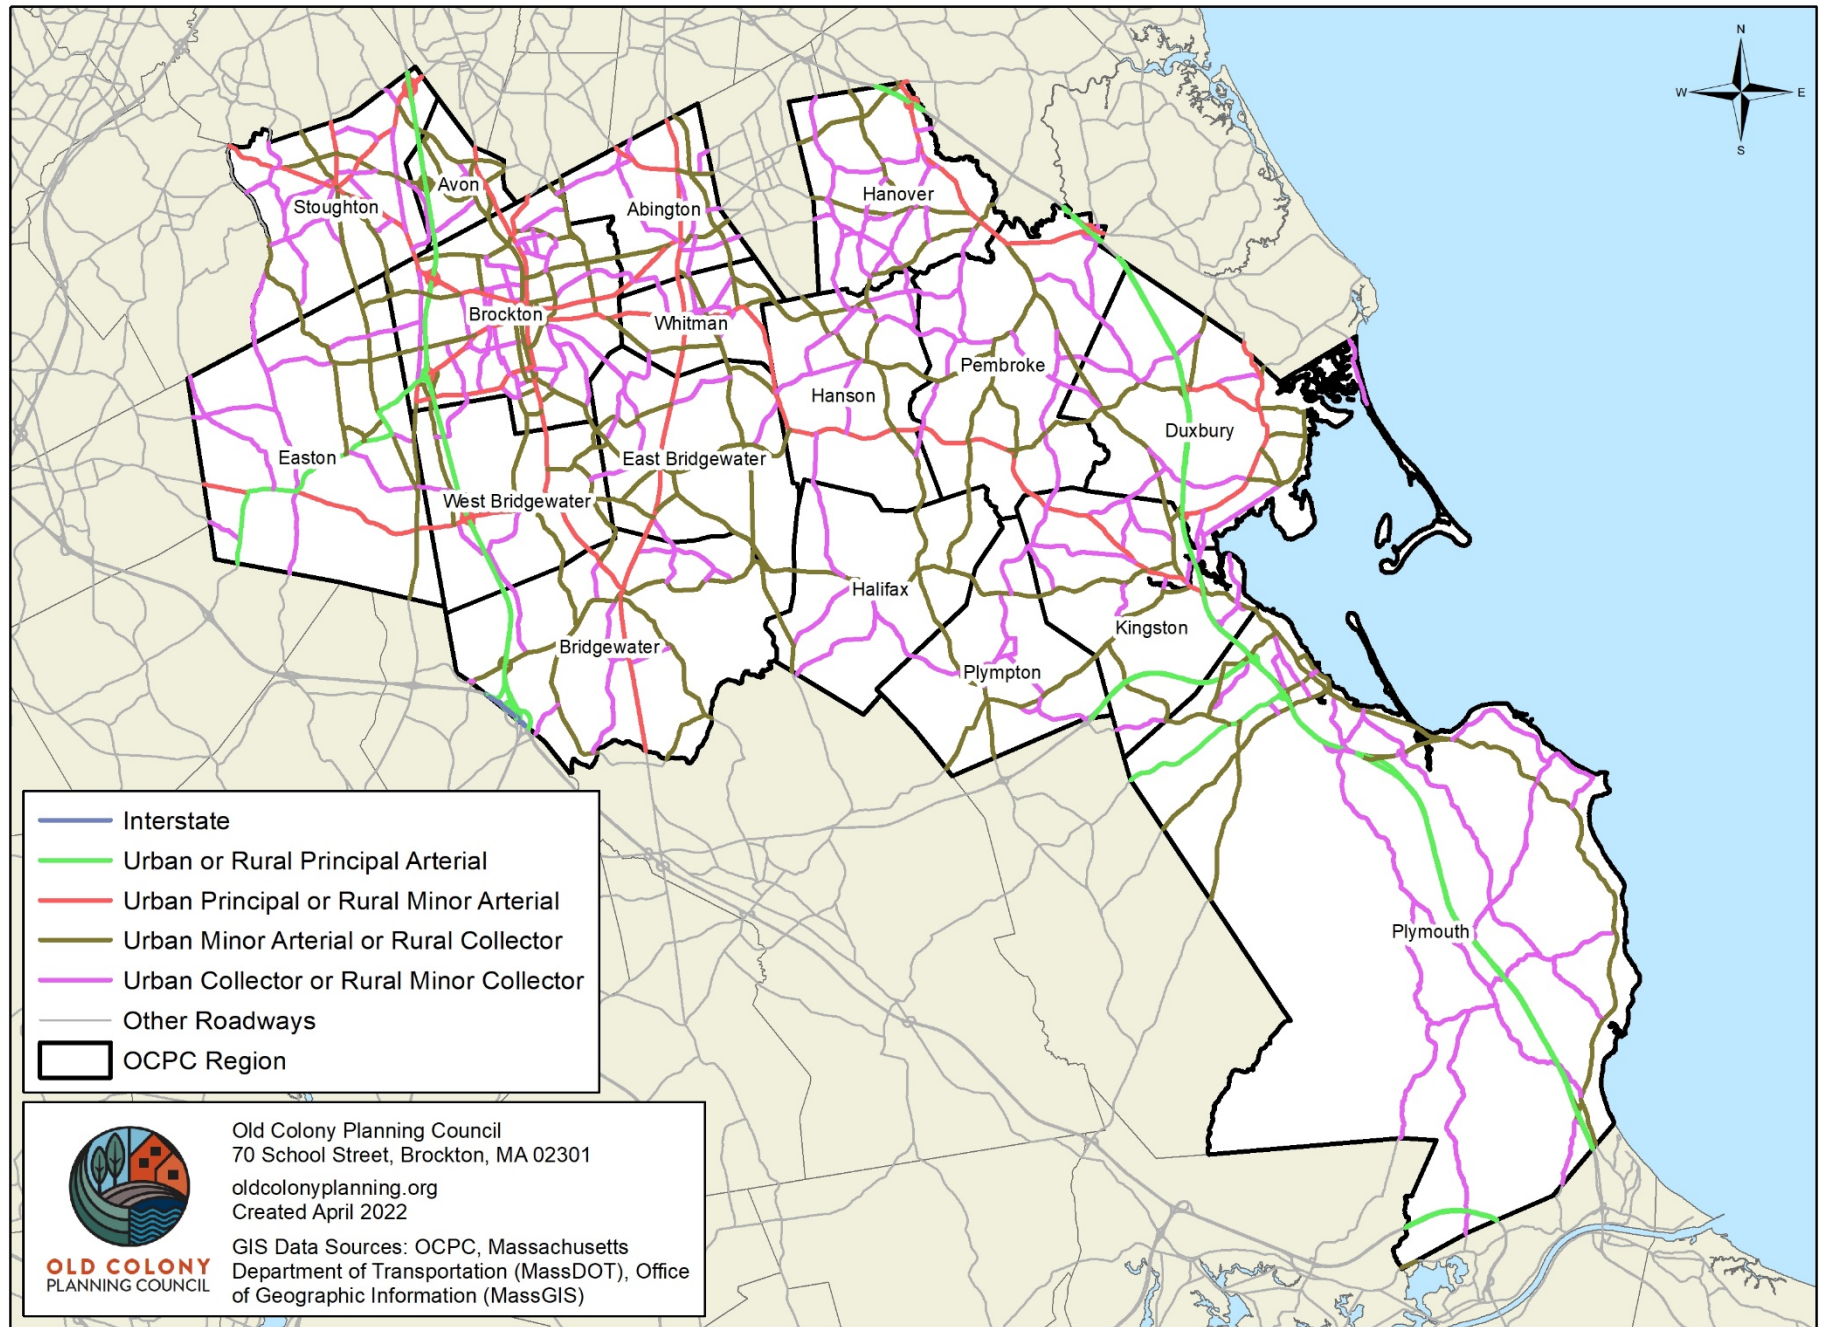 N
W
E
S
Avon
Stoughton
Abington
Hanover
Brockton
Whitman
Pembroke
Hanson
Duxbury
Easton
East Bridgewater
West Bridgewater
Halifax
Kingston
Bridgewater
Plympton
Plymouth
Interstate
Urban or Rural Principal Arterial
Urban Principal or Rural Minor Arterial
Urban Minor Arterial or Rural Collector
Urban Collector or Rural Minor Collector
Other Roadways
OCPC Region
OLD COLONY
PLANNING COUNCIL
Old Colony Planning Council
70 School Street, Brockton, MA 02301
oldcolonyplanning.org
Created April 2022
GIS Data Sources: OCPC, Massachusetts
Department of Transportation (MassDOT), Office
of Geographic Information (MassGIS)